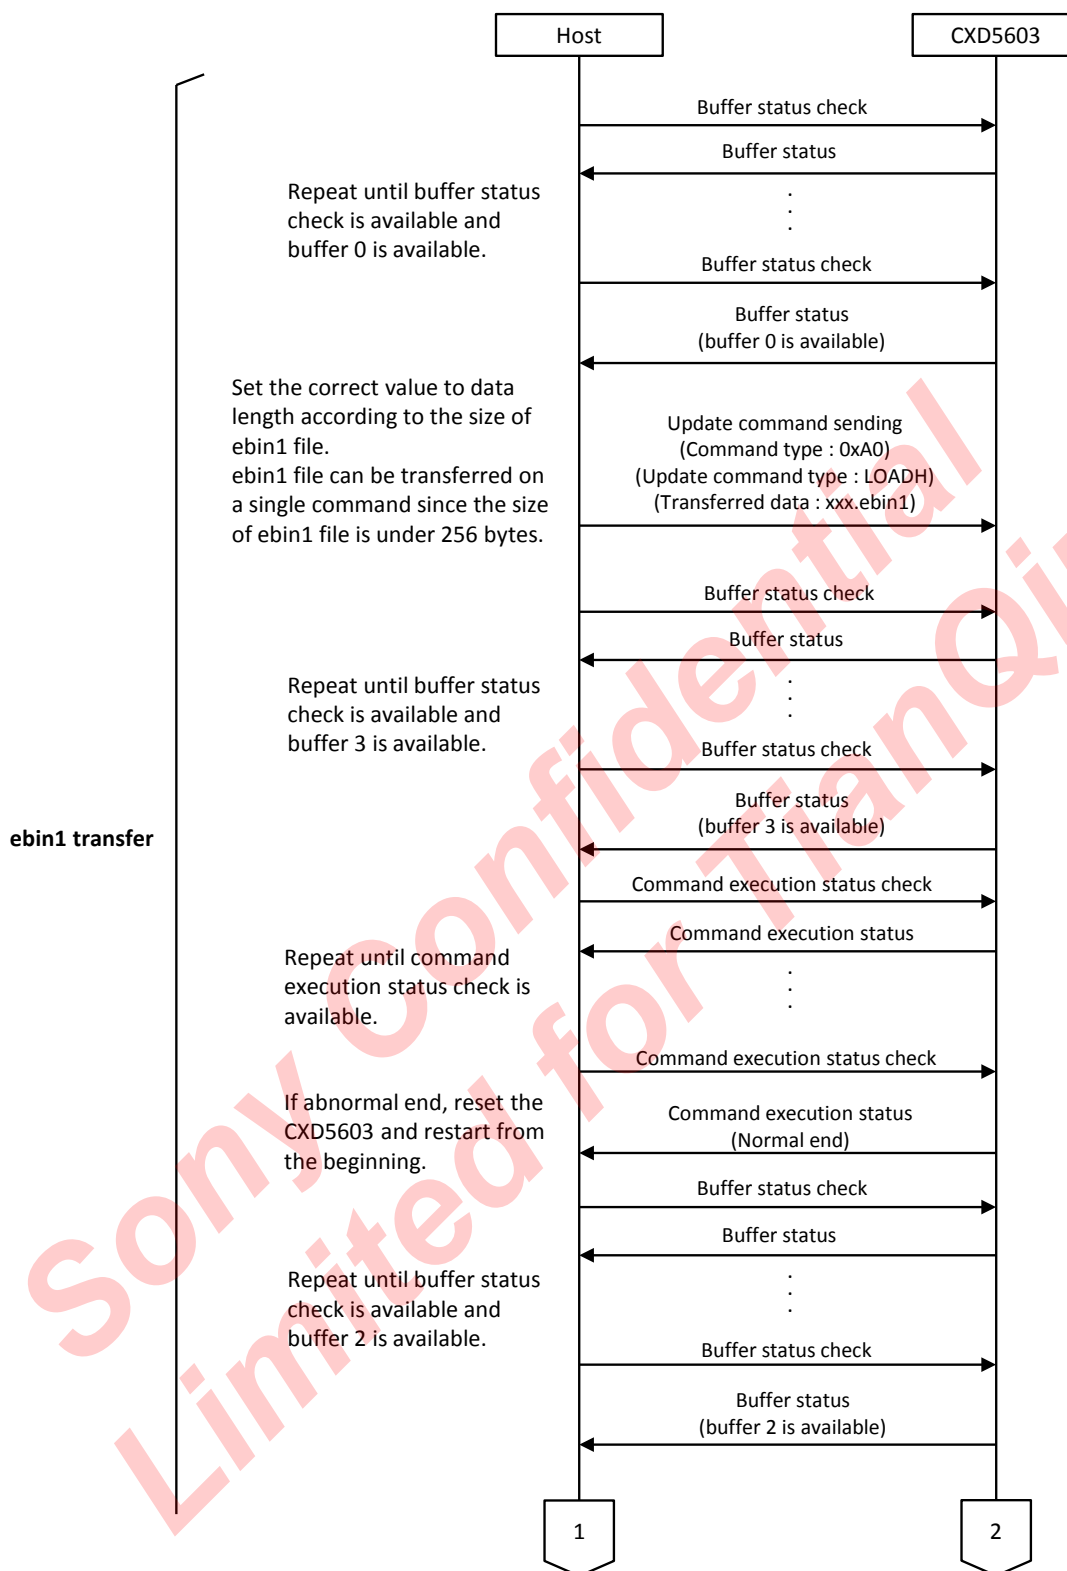 Host
CXD5603
Buffer status check
Buffer status
Repeat until buffer status
check is available and
buffer 0 is available.
.
.
.
Buffer status check
Buffer status
(buffer 0 is available)
Set the correct value to data
length according to the size of
ebin1 file.
ebin1 file can be transferred on
a single command since the size
of ebin1 file is under 256 bytes.
Update command sending
(Command type : 0xA0)
(Update command type : LOADH)
(Transferred data : xxx.ebin1)
Buffer status check
Buffer status
Repeat until buffer status
check is available and
buffer 3 is available.
.
.
.
Buffer status check
Buffer status
(buffer 3 is available)
ebin1 transfer
Command execution status check
Command execution status
Repeat until command
execution status check is
available.
.
.
.
Command execution status check
If abnormal end, reset the
CXD5603 and restart from
the beginning.
Command execution status
(Normal end)
Buffer status check
Buffer status
Repeat until buffer status
check is available and
buffer 2 is available.
.
.
.
Buffer status check
Buffer status
(buffer 2 is available)
1
2
Sony Confidential
Limited for TianQi